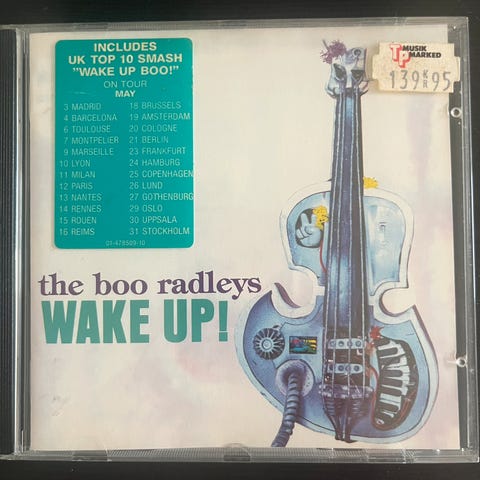 INCLUDES
UK TOP 10 SMASH
"WAKE UP BOO!"
ON TOUR
MAY
3 MADRID
4 BARCELONA
6 TOULOUSE
7 MONTPELIER
9 MARSEILLE
10 LYON
11 MILAN
12 PARIS
13 NANTES
14 RENNES
15 ROUEN
16 REIMS
18 BRUSSELS
19 AMSTERDAM
20 COLOGNE
21 BERLIN
23 FRANKFURT
24 HAMBURG
25 COPENHAGEN
26 LUND
27 GOTHENBURG
29 OSLO
30 UPPSALA
31 STOCKHOLM
01-478509-10
TP MUSIK
MARKED
139 KR 95
the boo radleys
WAKE UP!